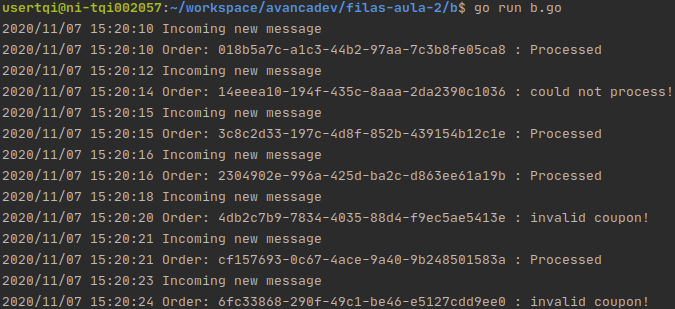 usertqi@ni-tqi002057:~/workspace/avancadev/filas-aula-2/b$ go run b.go
2020/11/07 15:20:10 Incoming new message
2020/11/07 15:20:10 Order: 018b5a7c-a1c3-44b2-97aa-7c3b8fe05ca8 : Processed
2020/11/07 15:20:12 Incoming new message
2020/11/07 15:20:14 Order: 14eeea10-194f-435c-8aaa-2da2390c1036 : could not process!
2020/11/07 15:20:15 Incoming new message
2020/11/07 15:20:15 Order: 3c8c2d33-197c-4d8f-852b-439154b12c1e : Processed
2020/11/07 15:20:16 Incoming new message
2020/11/07 15:20:16 Order: 2304902e-996a-425d-ba2c-d863ee61a19b : Processed
2020/11/07 15:20:18 Incoming new message
2020/11/07 15:20:20 Order: 4db2c7b9-7834-4035-88d4-f9ec5ae5413e : invalid coupon!
2020/11/07 15:20:21 Incoming new message
2020/11/07 15:20:21 Order: cf157693-0c67-4ace-9a40-9b248501583a : Processed
2020/11/07 15:20:23 Incoming new message
2020/11/07 15:20:24 Order: 6fc33868-290f-49c1-be46-e5127cdd9ee0 : invalid coupon!